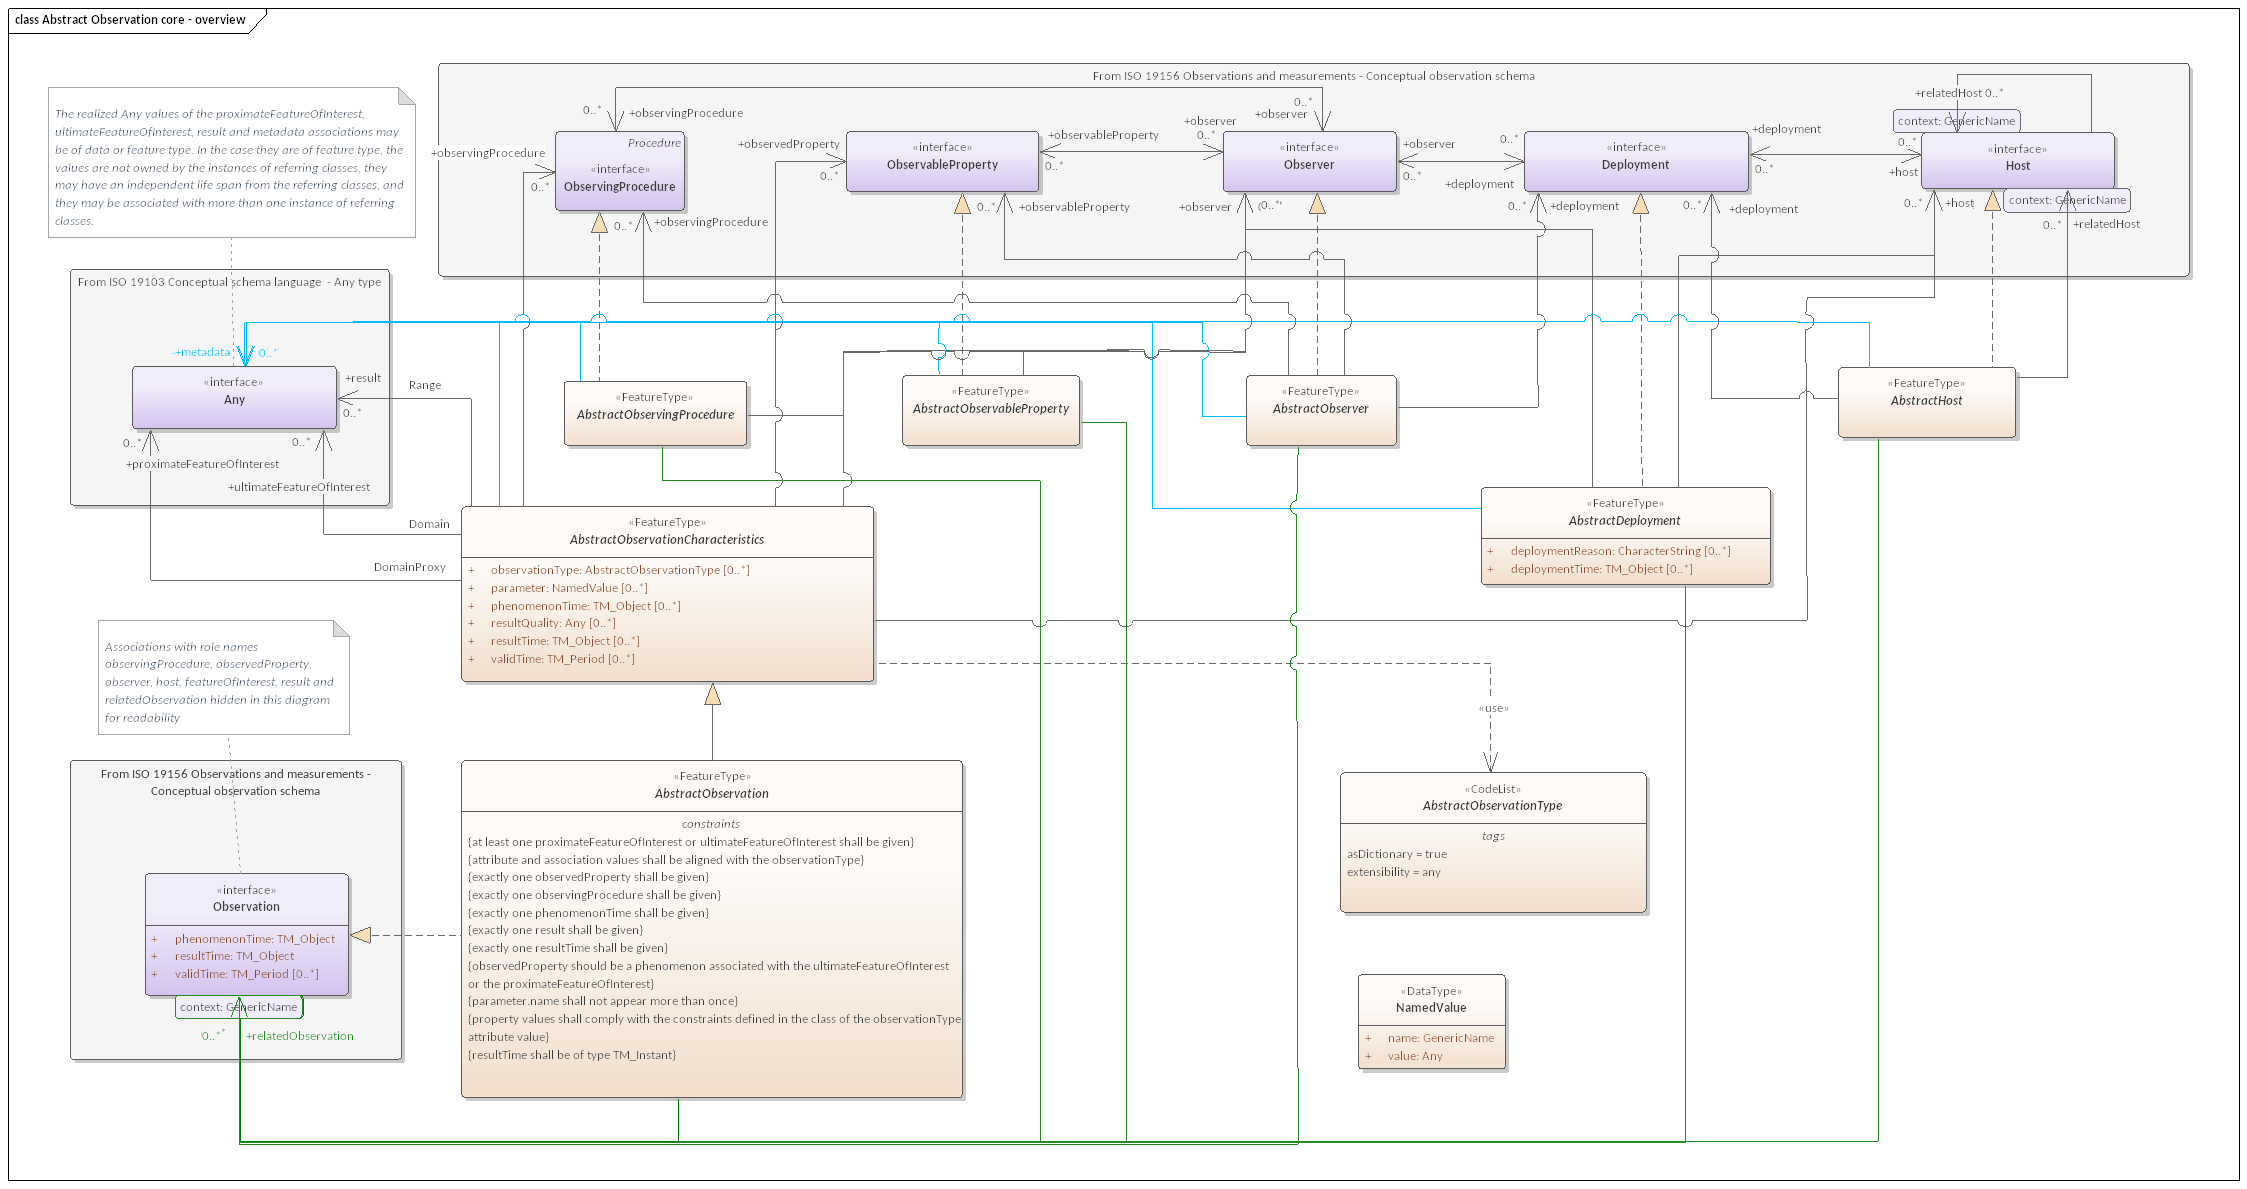 class Abstract Observation core - overview
From ISO 19156 Observations and measurements - Conceptual observation schema
The realized Any values of the proximateFeatureOfInterest,
ultimateFeatureOfInterest, result and metadata associations may
be of data or feature type. In the case they are of feature type, the
values are not owned by the instances of referring classes, they
may have an independent life span from the referring classes, and
they may be associated with more than one instance of referring
classes.
0..*
+observingProcedure
+observingProcedure
0..*
Procedure
«interface»
ObservingProcedure
0..*
+observingProcedure
+observedProperty
0..*
«interface»
ObservableProperty
+observableProperty
0..*
0..*
+observableProperty
0..*
+observer
+observer
0..*
«interface»
Observer
+observer
0..*
+observer
0..*
0..*
+deployment
«interface»
Deployment
0..*
+deployment
0..*
+deployment
+deployment
0..*
+relatedHost 0..*
context: GenericName
0..*
+host
«interface»
Host
context: GenericName
0..*
+host
0..*
+relatedHost
From ISO 19103 Conceptual schema language - Any type
+metadata
0..*
«interface»
Any
+result
0..*
Range
0..*
+proximateFeatureOfInterest
0..*
+ultimateFeatureOfInterest
Domain
DomainProxy
«FeatureType»
AbstractObservingProcedure
«FeatureType»
AbstractObservableProperty
«FeatureType»
AbstractObserver
«FeatureType»
AbstractHost
«FeatureType»
AbstractDeployment
+ deploymentReason: CharacterString [0..*]
+ deploymentTime: TM_Object [0..*]
«FeatureType»
AbstractObservationCharacteristics
+ observationType: AbstractObservationType [0..*]
+ parameter: NamedValue [0..*]
+ phenomenonTime: TM_Object [0..*]
+ resultQuality: Any [0..*]
+ resultTime: TM_Object [0..*]
+ validTime: TM_Period [0..*]
Associations with role names
observingProcedure, observedProperty,
observer, host, featureOfInterest, result and
relatedObservation hidden in this diagram
for readability
«use»
From ISO 19156 Observations and measurements -
Conceptual observation schema
«interface»
Observation
+ phenomenonTime: TM_Object
+ resultTime: TM_Object
+ validTime: TM_Period [0..*]
context: GenericName
0..*
+relatedObservation
«FeatureType»
AbstractObservation
constraints
{at least one proximateFeatureOfInterest or ultimateFeatureOfInterest shall be given}
{attribute and association values shall be aligned with the observationType}
{exactly one observedProperty shall be given}
{exactly one observingProcedure shall be given}
{exactly one phenomenonTime shall be given}
{exactly one result shall be given}
{exactly one resultTime shall be given}
{observedProperty should be a phenomenon associated with the ultimateFeatureOfInterest
or the proximateFeatureOfInterest}
{parameter.name shall not appear more than once}
{property values shall comply with the constraints defined in the class of the observationType
attribute value}
{resultTime shall be of type TM_Instant}
«CodeList»
AbstractObservationType
tags
asDictionary = true
extensibility = any
«DataType»
NamedValue
+ name: GenericName
+ value: Any